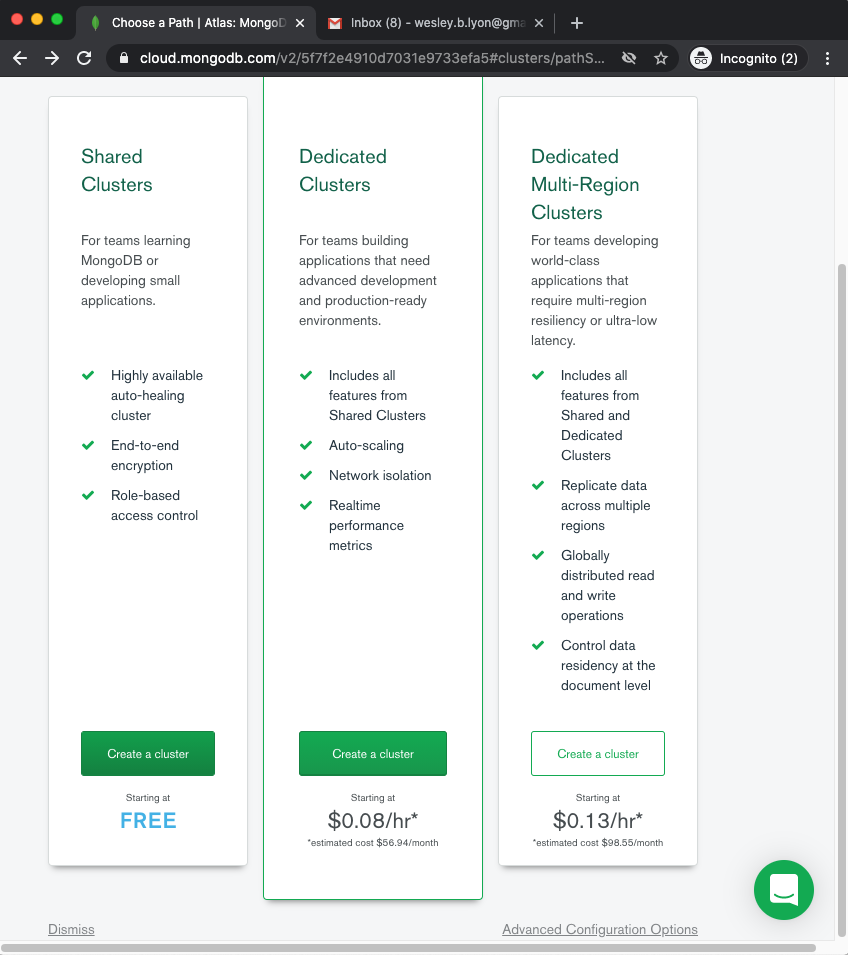 Choose a Path | Atlas: MongoD
Inbox (8) - wesley.b.lyon@gma
cloud.mongodb.com/v2/5f7f2e4910d7031e9733efa5#clusters/pathS...
Incognito (2)
Shared
Clusters
For teams learning
MongoDB or
developing small
applications.
Highly available
auto-healing
cluster
End-to-end
encryption
Role-based
access control
Create a cluster
Starting at
FREE
Dedicated
Clusters
For teams building
applications that need
advanced development
and production-ready
environments.
Includes all
features from
Shared Clusters
Auto-scaling
Network isolation
Realtime
performance
metrics
Create a cluster
Starting at
$0.08/hr*
*estimated cost $56.94/month
Dedicated
Multi-Region
Clusters
For teams developing
world-class
applications that
require multi-region
resiliency or ultra-low
latency.
Includes all
features from
Shared and
Dedicated
Clusters
Replicate data
across multiple
regions
Globally
distributed read
and write
operations
Control data
residency at the
document level
Create a cluster
Starting at
$0.13/hr*
*estimated cost $98.55/month
Dismiss
Advanced Configuration Options